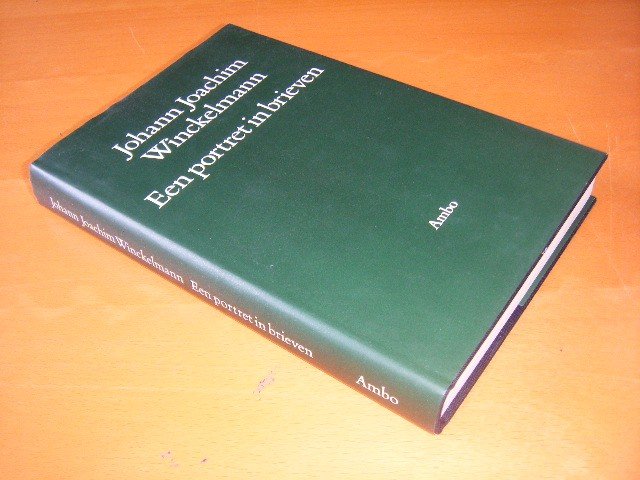 Johann Joachim
Winckelmann
Een portret in brieven
Ambo
Johann Joachim Winckelmann Een portret in brieven Ambo